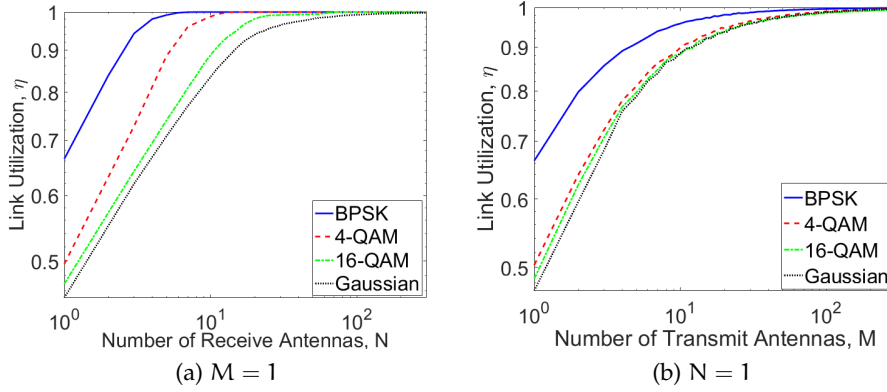 1
0.9
0.8
0.7
0.6
0.5
Link Utilization, η
BPSK
4-QAM
16-QAM
Gaussian
10^0
10^1
10^2
Number of Receive Antennas, N
(a) M = 1
1
0.9
0.8
0.7
0.6
0.5
Link Utilization, η
BPSK
4-QAM
16-QAM
Gaussian
10^0
10^1
10^2
Number of Transmit Antennas, M
(b) N = 1